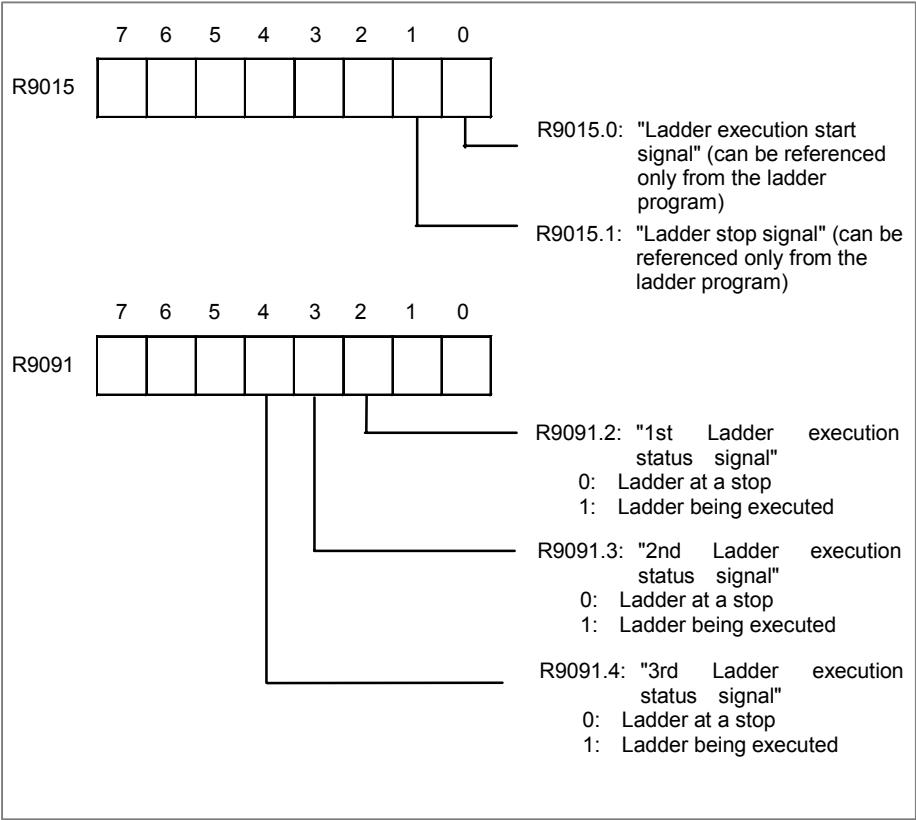 7 6 5 4 3 2 1 0
R9015
R9015.0: "Ladder execution start
signal" (can be referenced
only from the ladder
program)
R9015.1: "Ladder stop signal" (can be
referenced only from the
ladder program)
7 6 5 4 3 2 1 0
R9091
R9091.2: "1st Ladder execution
status signal"
0: Ladder at a stop
1: Ladder being executed
R9091.3: "2nd Ladder execution
status signal"
0: Ladder at a stop
1: Ladder being executed
R9091.4: "3rd Ladder execution
status signal"
0: Ladder at a stop
1: Ladder being executed